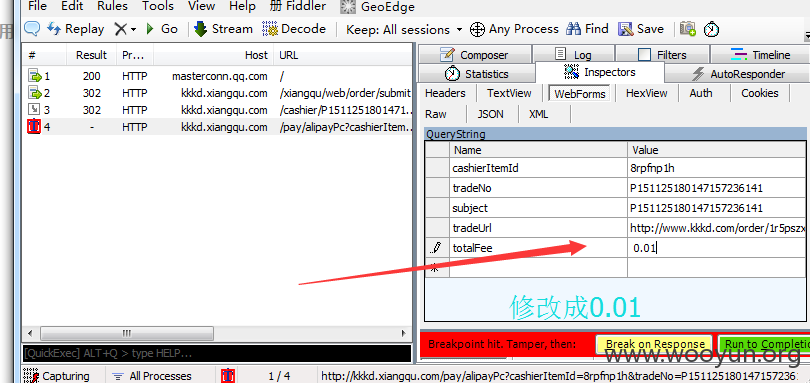 File Edit Rules Tools View Help Fiddler GeoEdge
Replay Go Stream Decode Keep: All sessions Any Process Find Save
# Result Pr... Host URL
1 200 HTTP masterconn.qq.com /
2 302 HTTP kkkd.xiangqu.com /xiangqu/web/order/submit
3 302 HTTP kkkd.xiangqu.com /cashier/P1511251801471...
4 - HTTP kkkd.xiangqu.com /pay/alipayPc?cashierItem...
[QuickExec] ALT+Q > type HELP...
Composer Log Filters Timeline
Statistics Inspectors AutoResponder
Headers TextView WebForms HexView Auth Cookies
Raw JSON XML
QueryString
Name Value
cashierItemId 8rpfnp1h
tradeNo P151125180147157236141
subject P151125180147157236141
tradeUrl http://www.kkkd.com/order/1r5pszx
totalFee 0.01
修改成0.01
Breakpoint hit. Tamper, then: Break on Response Run to Completion
www.wooyun.org
Capturing All Processes 1 / 4 http://kkkd.xiangqu.com/pay/alipayPc?cashierItemId=8rpfnp1h&tradeNo=P15112518014715723​6